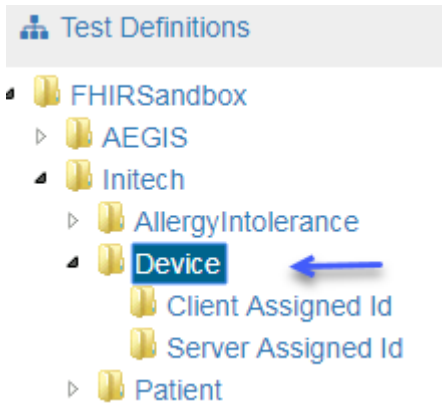 Test Definitions
FHIRSandbox
AEGIS
Initech
AllergyIntolerance
Device
Client Assigned Id
Server Assigned Id
Patient